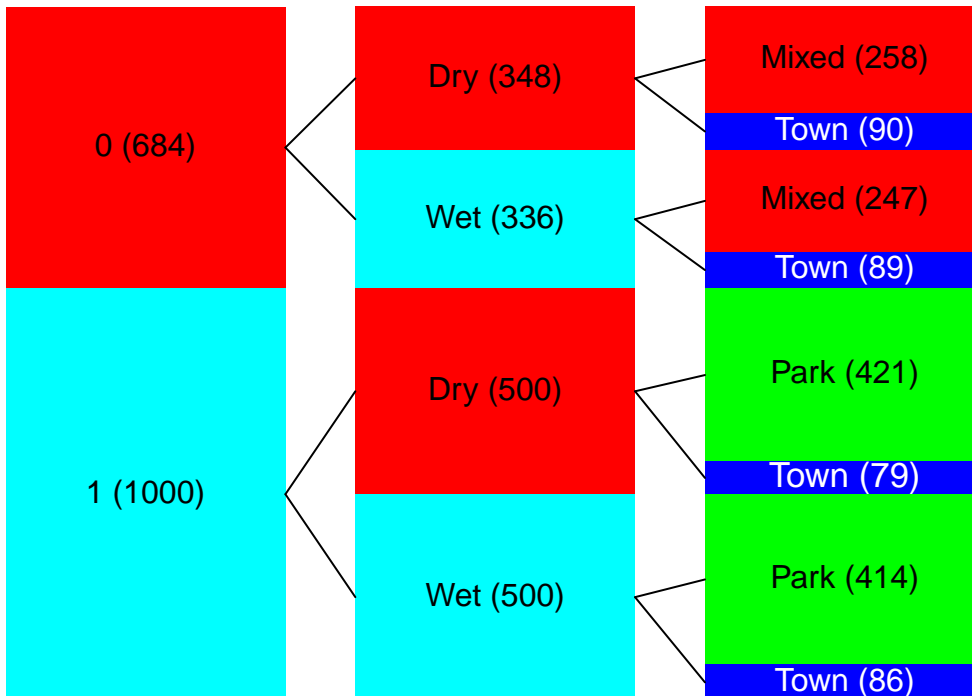 0 (684)
1 (1000)
Dry (348)
Wet (336)
Dry (500)
Wet (500)
Mixed (258)
Town (90)
Mixed (247)
Town (89)
Park (421)
Town (79)
Park (414)
Town (86)